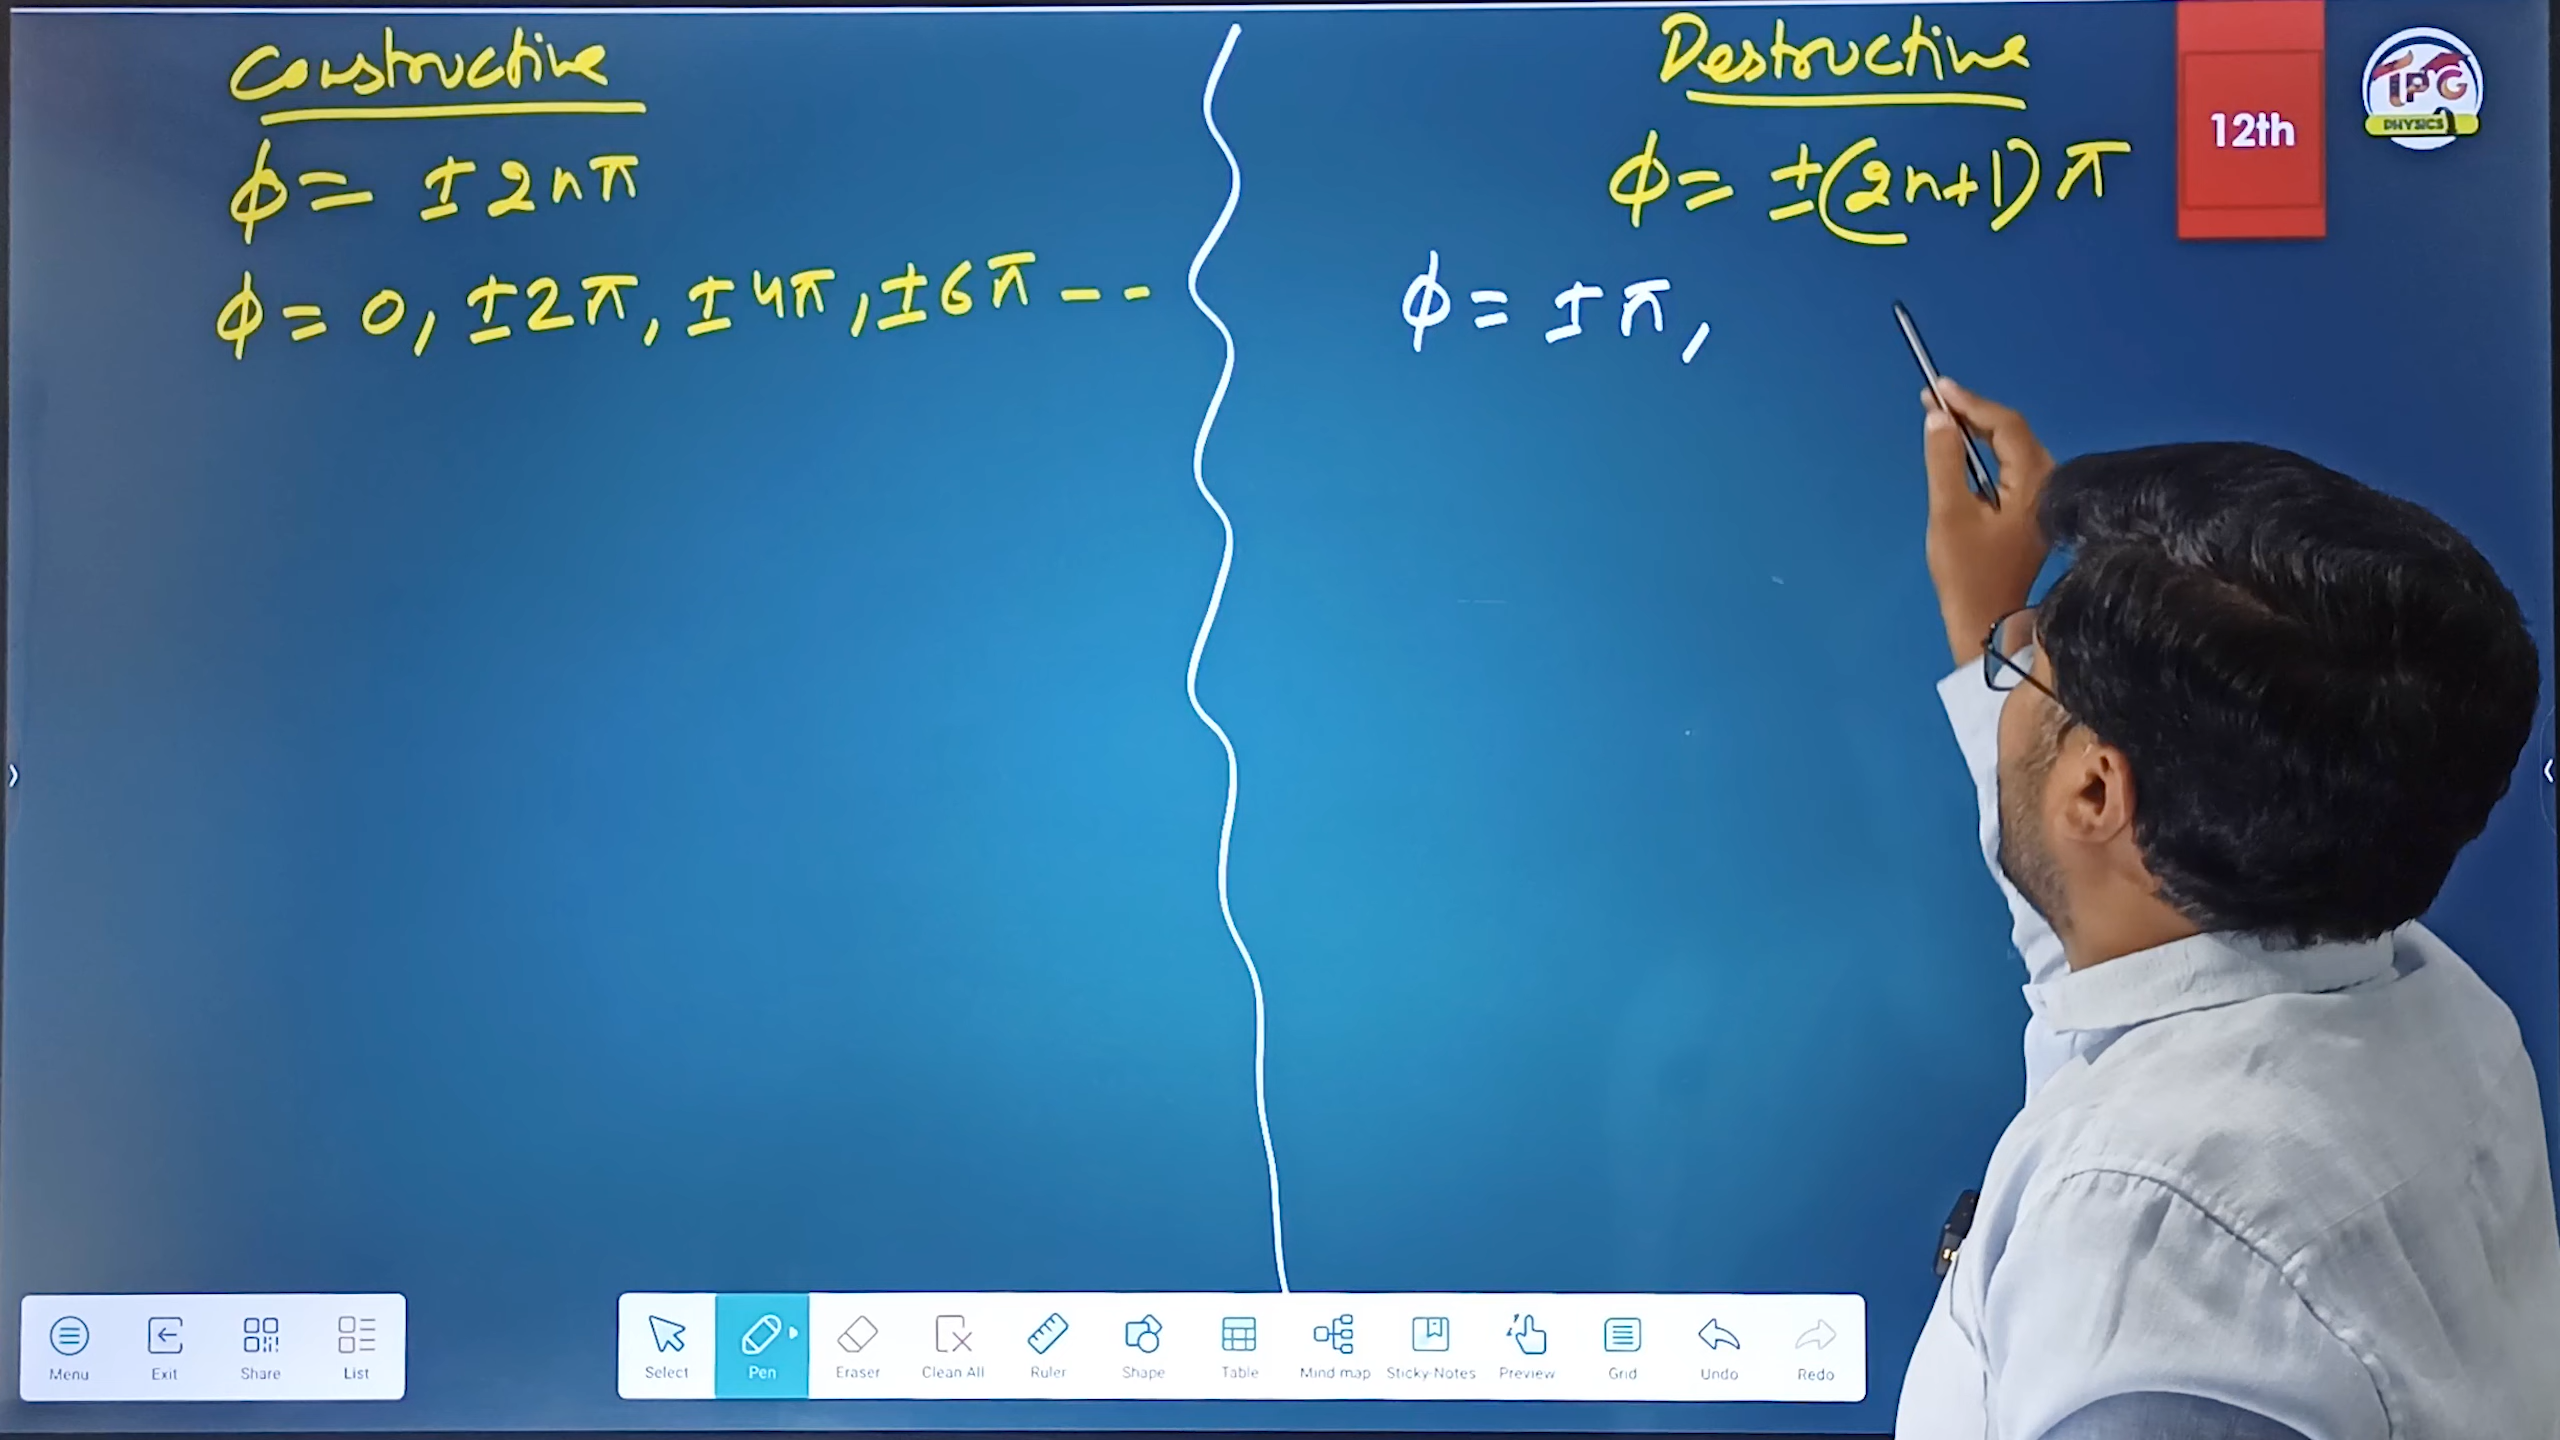 Constructive
ϕ = ± 2nπ
ϕ = 0, ±2π, ±4π, ±6π - -
Destructive
ϕ = ±(2n+1)π
ϕ = ±π,
12th
IPG
PHYSICS
Menu
Exit
Share
List
Select
Pen
Eraser
Clean All
Ruler
Shape
Table
Mind map
Sticky-Notes
Preview
Grid
Undo
Redo